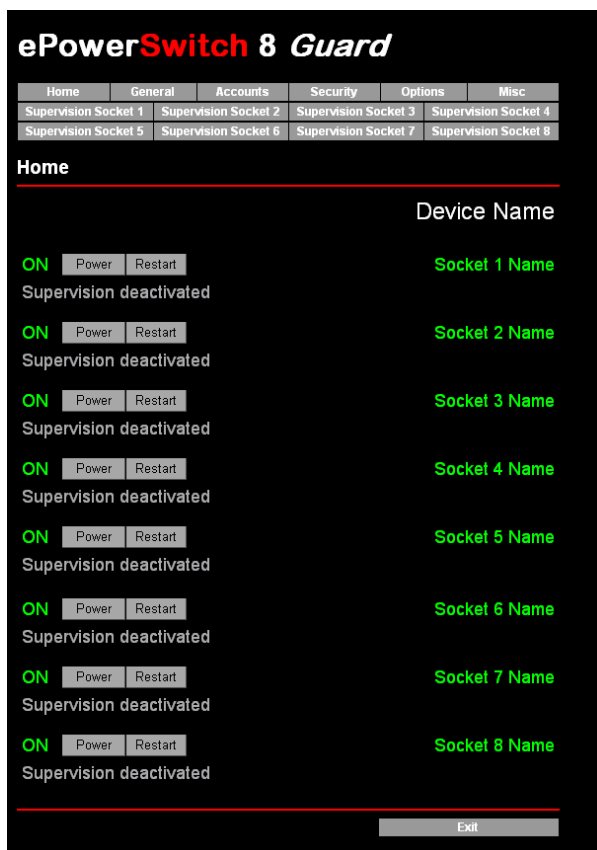 ePowerSwitch 8 Guard
Home General Accounts Security Options Misc
Supervision Socket 1 Supervision Socket 2 Supervision Socket 3 Supervision Socket 4
Supervision Socket 5 Supervision Socket 6 Supervision Socket 7 Supervision Socket 8
Home
Device Name
ON Power Restart Socket 1 Name
Supervision deactivated
ON Power Restart Socket 2 Name
Supervision deactivated
ON Power Restart Socket 3 Name
Supervision deactivated
ON Power Restart Socket 4 Name
Supervision deactivated
ON Power Restart Socket 5 Name
Supervision deactivated
ON Power Restart Socket 6 Name
Supervision deactivated
ON Power Restart Socket 7 Name
Supervision deactivated
ON Power Restart Socket 8 Name
Supervision deactivated
Exit